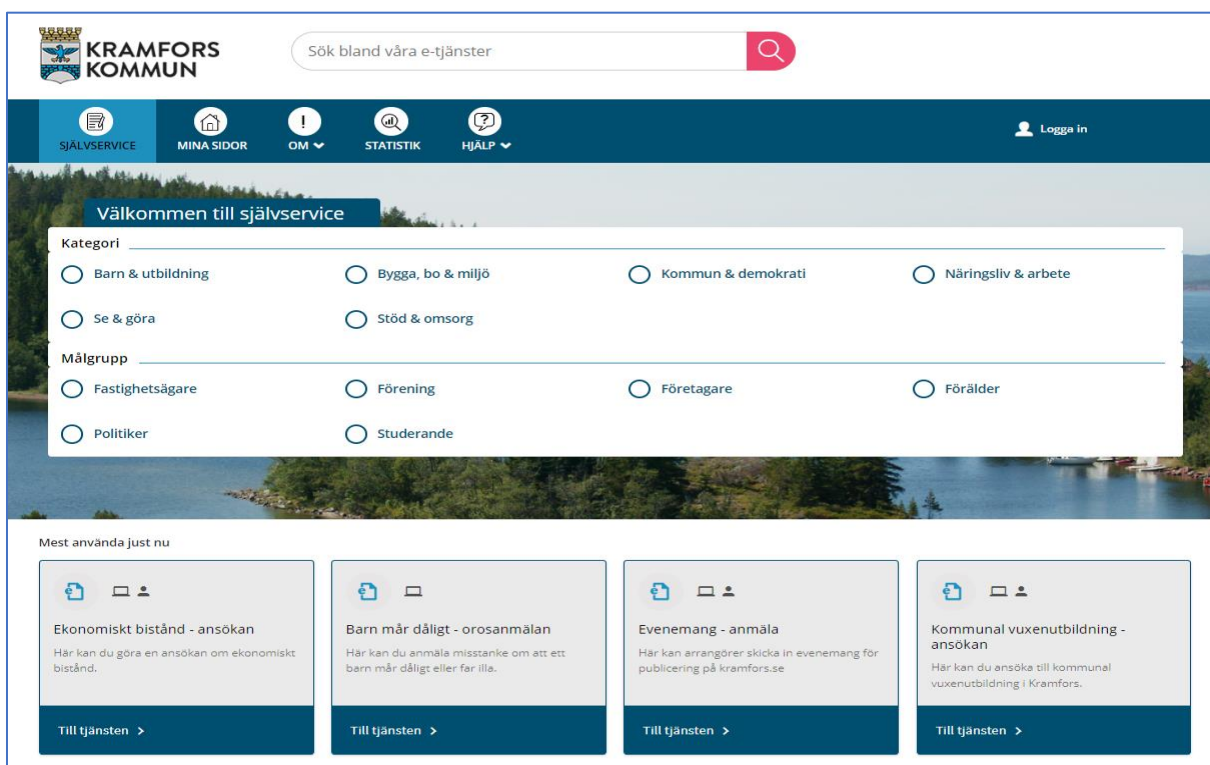 KRAMFORS
KOMMUN
Sök bland våra e-tjänster
SJÄLVSERVICE
MINA SIDOR
OM
STATISTIK
HJÄLP
Logga in
Välkommen till självservice
Kategori
Barn & utbildning
Bygga, bo & miljö
Kommun & demokrati
Näringsliv & arbete
Se & göra
Stöd & omsorg
Målgrupp
Fastighetsägare
Förening
Företagare
Förälder
Politiker
Studerande
Mest använda just nu
Ekonomiskt bistånd - ansökan
Här kan du göra en ansökan om ekonomiskt
bistånd.
Till tjänsten
Barn mår dåligt - orosanmälan
Här kan du anmäla misstanke om att ett
barn mår dåligt eller far illa.
Till tjänsten
Evenemang - anmäla
Här kan arrangörer skicka in evenemang för
publicering på kramfors.se
Till tjänsten
Kommunal vuxenutbildning -
ansökan
Här kan du ansöka till kommunal
vuxenutbildning i Kramfors.
Till tjänsten